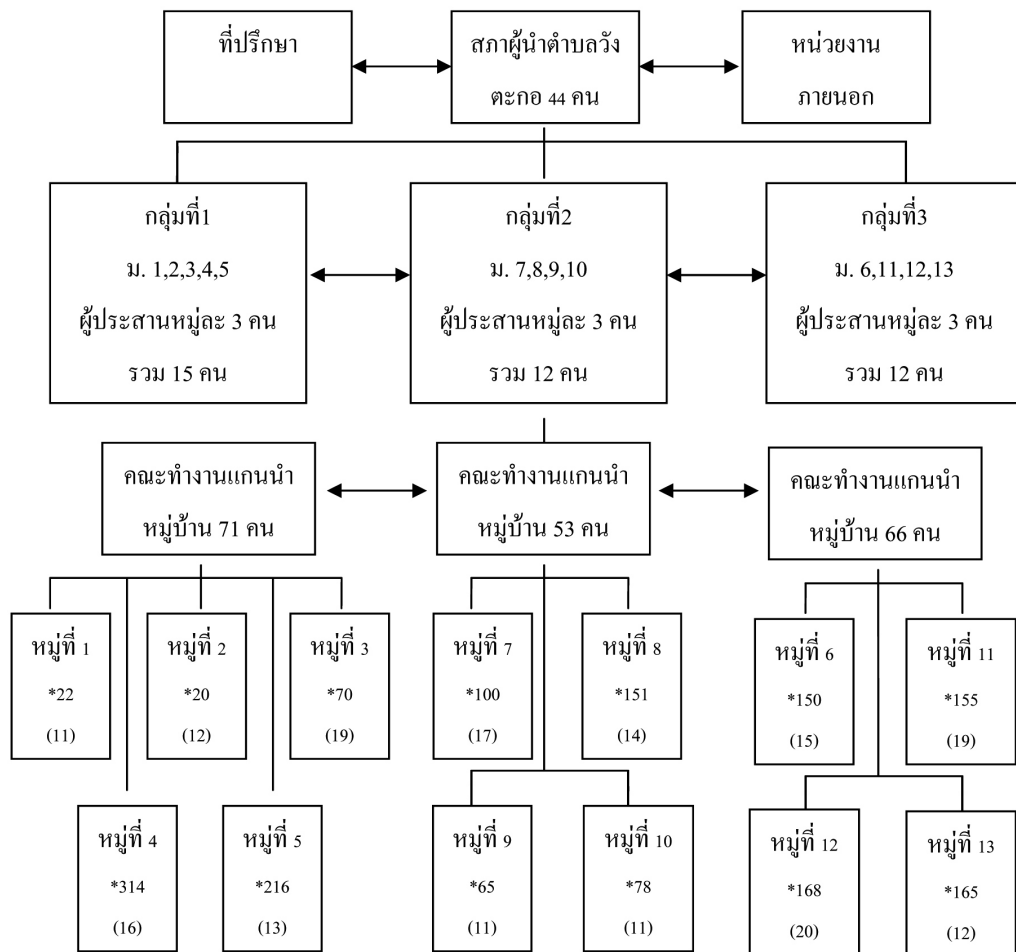 ที่ปรึกษา
สภาผู้นำตำบลวัง
ตะกอ 44 คน
หน่วยงาน
ภายนอก
กลุ่มที่1
ม. 1,2,3,4,5
ผู้ประสานหมู่ละ 3 คน
รวม 15 คน
กลุ่มที่2
ม. 7,8,9,10
ผู้ประสานหมู่ละ 3 คน
รวม 12 คน
กลุ่มที่3
ม. 6,11,12,13
ผู้ประสานหมู่ละ 3 คน
รวม 12 คน
คณะทำงานแกนนำ
หมู่บ้าน 71 คน
คณะทำงานแกนนำ
หมู่บ้าน 53 คน
คณะทำงานแกนนำ
หมู่บ้าน 66 คน
หมู่ที่ 1
*22
(11)
หมู่ที่ 2
*20
(12)
หมู่ที่ 3
*70
(19)
หมู่ที่ 7
*100
(17)
หมู่ที่ 8
*151
(14)
หมู่ที่ 6
*150
(15)
หมู่ที่ 11
*155
(19)
หมู่ที่ 4
*314
(16)
หมู่ที่ 5
*216
(13)
หมู่ที่ 9
*65
(11)
หมู่ที่ 10
*78
(11)
หมู่ที่ 12
*168
(20)
หมู่ที่ 13
*165
(12)